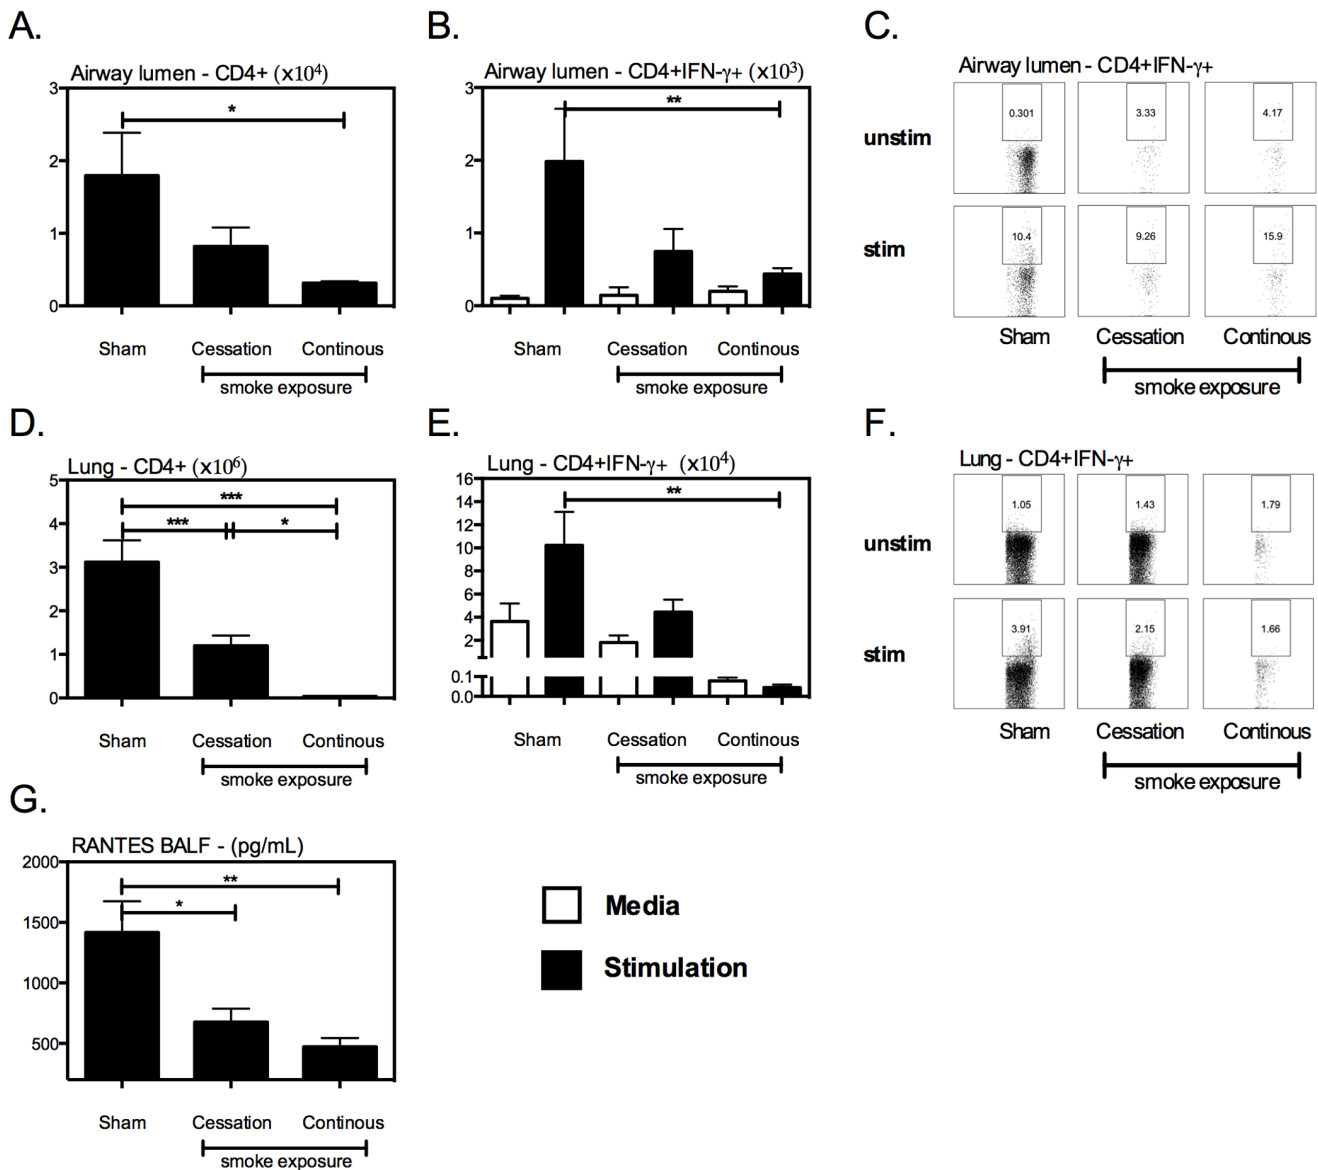 A.
Airway lumen - CD4+ (x10⁴)
3
2
1
0
*
Sham
Cessation
Continous
smoke exposure
B.
Airway lumen - CD4+IFN-γ+ (x10³)
3
2
1
0
**
Sham
Cessation
Continous
smoke exposure
C.
Airway lumen - CD4+IFN-γ+
unstim
0.301
3.33
4.17
stim
10.4
9.26
15.9
Sham
Cessation
Continous
smoke exposure
D.
Lung - CD4+ (x10⁶)
5
4
3
2
1
0
***
***
*
Sham
Cessation
Continous
smoke exposure
E.
Lung - CD4+IFN-γ+ (x10⁴)
16
14
12
10
8
6
4
2
0.1
0.0
**
Sham
Cessation
Continous
smoke exposure
F.
Lung - CD4+IFN-γ+
unstim
1.05
1.43
1.79
stim
3.91
2.15
1.66
Sham
Cessation
Continous
smoke exposure
G.
RANTES BALF - (pg/mL)
2000
1500
1000
500
**
*
Sham
Cessation
Continous
smoke exposure
Media
Stimulation